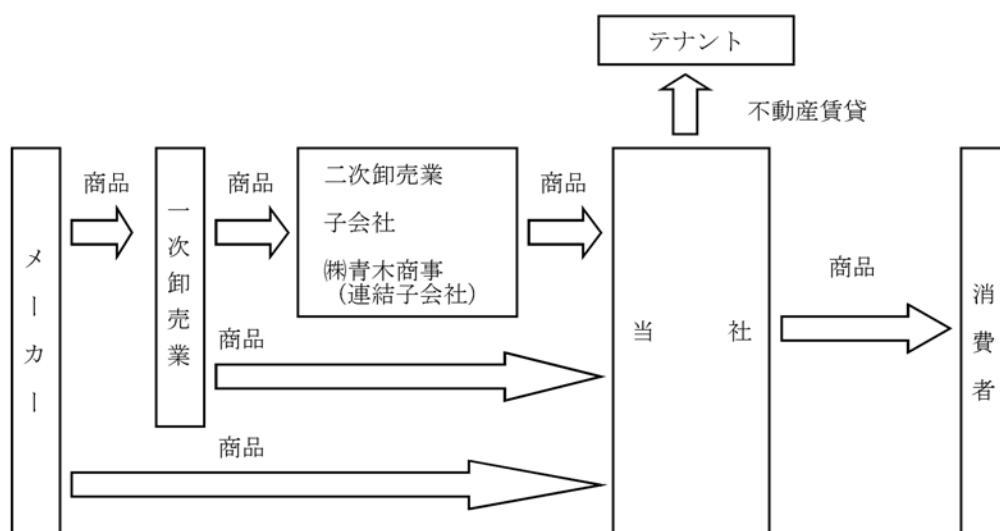 テナント
不動産賃貸
メーカー
商品
一次卸売業
商品
二次卸売業
子会社
㈱青木商事
（連結子会社）
商品
商品
商品
当　　社
商品
消費者